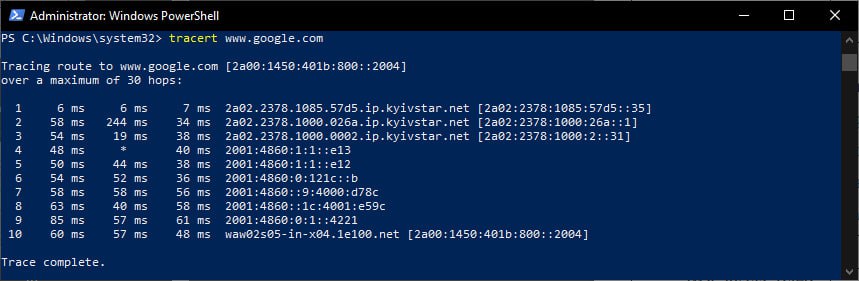 Administrator: Windows PowerShell
PS C:\Windows\system32> tracert www.google.com
Tracing route to www.google.com [2a00:1450:401b:800::2004]
over a maximum of 30 hops:
1 6 ms 6 ms 7 ms 2a02.2378.1085.57d5.ip.kyivstar.net [2a02:2378:1085:57d5::35]
2 58 ms 244 ms 34 ms 2a02.2378.1000.026a.ip.kyivstar.net [2a02:2378:1000:26a::1]
3 54 ms 19 ms 38 ms 2a02.2378.1000.0002.ip.kyivstar.net [2a02:2378:1000:2::31]
4 48 ms * 40 ms 2001:4860:1:1::e13
5 50 ms 44 ms 38 ms 2001:4860:1:1::e12
6 54 ms 52 ms 36 ms 2001:4860:0:121c::b
7 58 ms 58 ms 56 ms 2001:4860::9:4000:d78c
8 63 ms 40 ms 58 ms 2001:4860::1c:4001:e59c
9 85 ms 57 ms 61 ms 2001:4860:0:1::4221
10 60 ms 57 ms 48 ms waw02s05-in-x04.1e100.net [2a00:1450:401b:800::2004]
Trace complete.